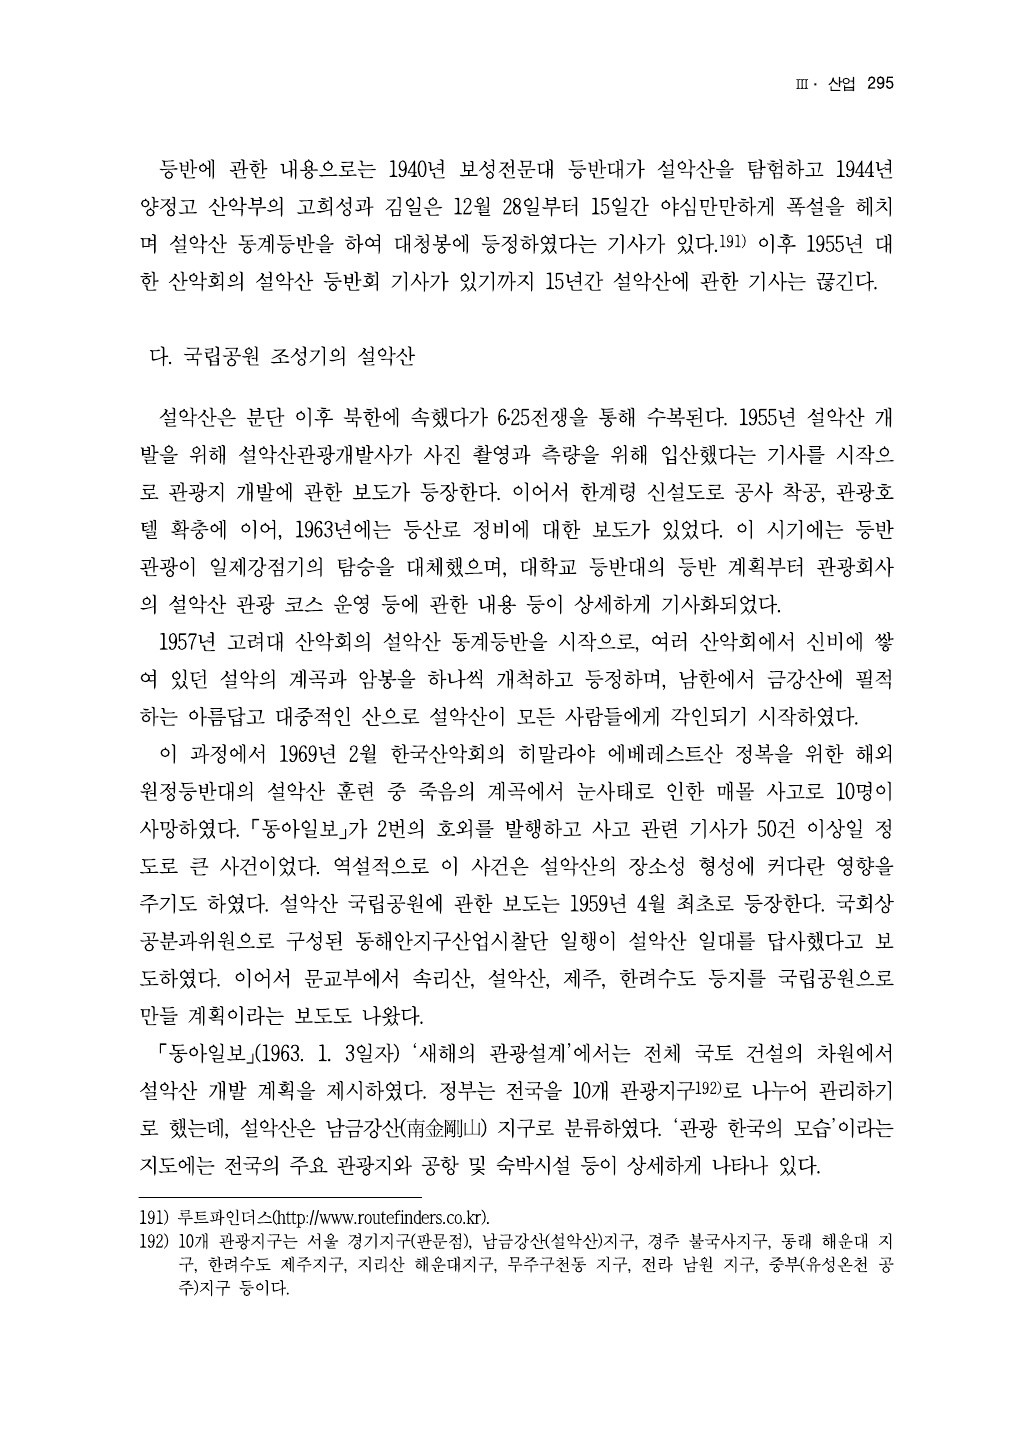 Ⅲ· 산업 295
등반에 관한 내용으로는 1940년 보성전문대 등반대가 설악산을 탐험하고 1944년
양정고 산악부의 고희성과 김일은 12월 28일부터 15일간 야심만만하게 폭설을 헤치
며 설악산 동계등반을 하여 대청봉에 등정하였다는 기사가 있다.191) 이후 1955년 대
한 산악회의 설악산 등반회 기사가 있기까지 15년간 설악산에 관한 기사는 끊긴다.
다. 국립공원 조성기의 설악산
설악산은 분단 이후 북한에 속했다가 6·25전쟁을 통해 수복된다. 1955년 설악산 개
발을 위해 설악산관광개발사가 사진 촬영과 측량을 위해 입산했다는 기사를 시작으
로 관광지 개발에 관한 보도가 등장한다. 이어서 한계령 신설도로 공사 착공, 관광호
텔 확충에 이어, 1963년에는 등산로 정비에 대한 보도가 있었다. 이 시기에는 등반
관광이 일제강점기의 탐승을 대체했으며, 대학교 등반대의 등반 계획부터 관광회사
의 설악산 관광 코스 운영 등에 관한 내용 등이 상세하게 기사화되었다.
1957년 고려대 산악회의 설악산 동계등반을 시작으로, 여러 산악회에서 신비에 쌓
여 있던 설악의 계곡과 암봉을 하나씩 개척하고 등정하며, 남한에서 금강산에 필적
하는 아름답고 대중적인 산으로 설악산이 모든 사람들에게 각인되기 시작하였다.
이 과정에서 1969년 2월 한국산악회의 히말라야 에베레스트산 정복을 위한 해외
원정등반대의 설악산 훈련 중 죽음의 계곡에서 눈사태로 인한 매몰 사고로 10명이
사망하였다. 「동아일보」가 2번의 호외를 발행하고 사고 관련 기사가 50건 이상일 정
도로 큰 사건이었다. 역설적으로 이 사건은 설악산의 장소성 형성에 커다란 영향을
주기도 하였다. 설악산 국립공원에 관한 보도는 1959년 4월 최초로 등장한다. 국회상
공분과위원으로 구성된 동해안지구산업시찰단 일행이 설악산 일대를 답사했다고 보
도하였다. 이어서 문교부에서 속리산, 설악산, 제주, 한려수도 등지를 국립공원으로
만들 계획이라는 보도도 나왔다.
「동아일보」(1963. 1. 3일자) ‘새해의 관광설계’에서는 전체 국토 건설의 차원에서
설악산 개발 계획을 제시하였다. 정부는 전국을 10개 관광지구192)로 나누어 관리하기
로 했는데, 설악산은 남금강산(南金剛山) 지구로 분류하였다. ‘관광 한국의 모습’이라는
지도에는 전국의 주요 관광지와 공항 및 숙박시설 등이 상세하게 나타나 있다.
191) 루트파인더스(http://www.routefinders.co.kr).
192) 10개 관광지구는 서울 경기지구(판문점), 남금강산(설악산)지구, 경주 불국사지구, 동래 해운대 지
구, 한려수도 제주지구, 지리산 해운대지구, 무주구천동 지구, 전라 남원 지구, 중부(유성온천 공
주)지구 등이다.